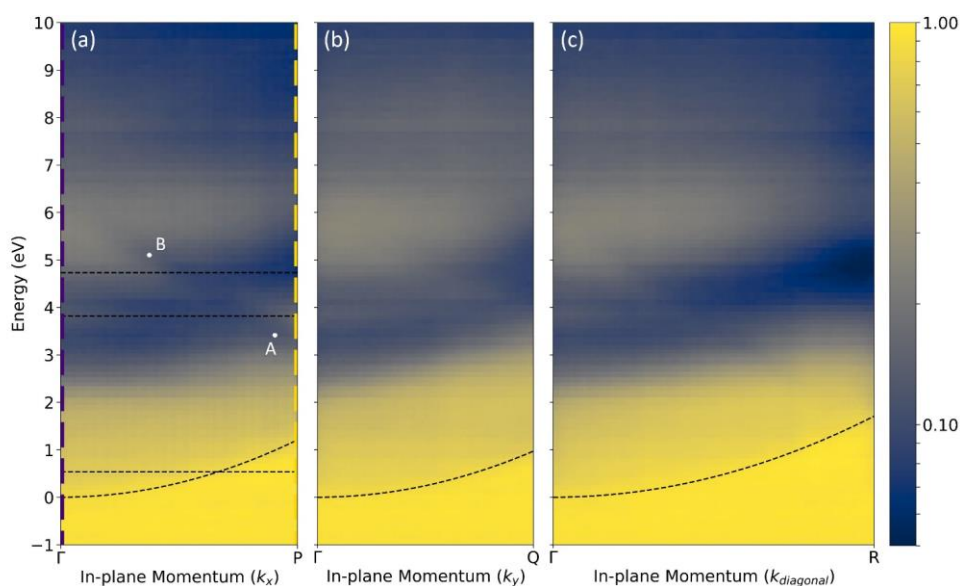 (a)
(b)
(c)
Energy (eV)
10
9
8
7
6
5
4
3
2
1
0
−1
B
A
Γ
P
In-plane Momentum (kx)
Γ
Q
In-plane Momentum (ky)
Γ
R
In-plane Momentum (kdiagonal)
1.00
0.10